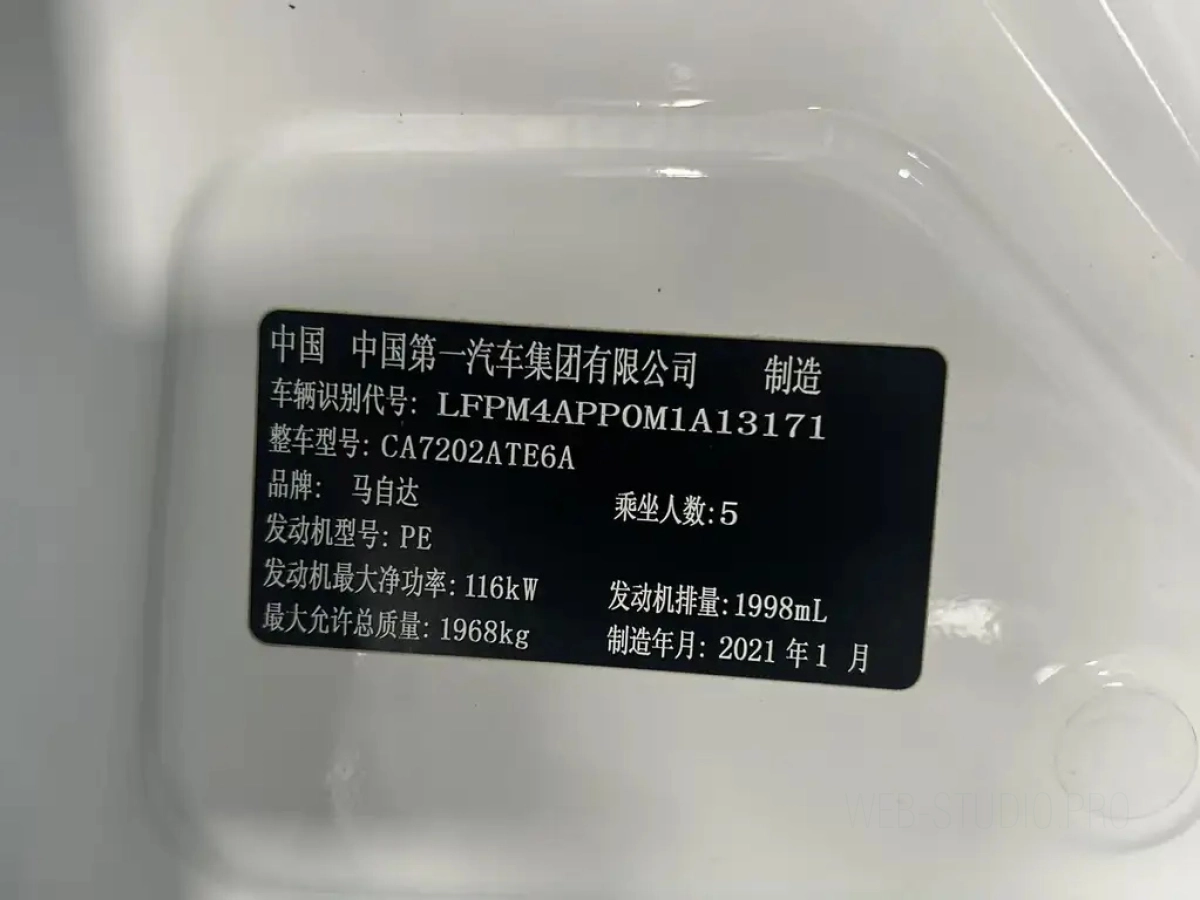 中国 中国第一汽车集团有限公司 制造
车辆识别代号: LFPM4APP0M1A13171
整车型号: CA7202ATE6A
品牌: 马自达 乘坐人数:5
发动机型号: PE
发动机最大净功率: 116kW 发动机排量: 1998mL
最大允许总质量: 1968kg 制造年月: 2021 年 1 月
WEB-STUDIO.PRO